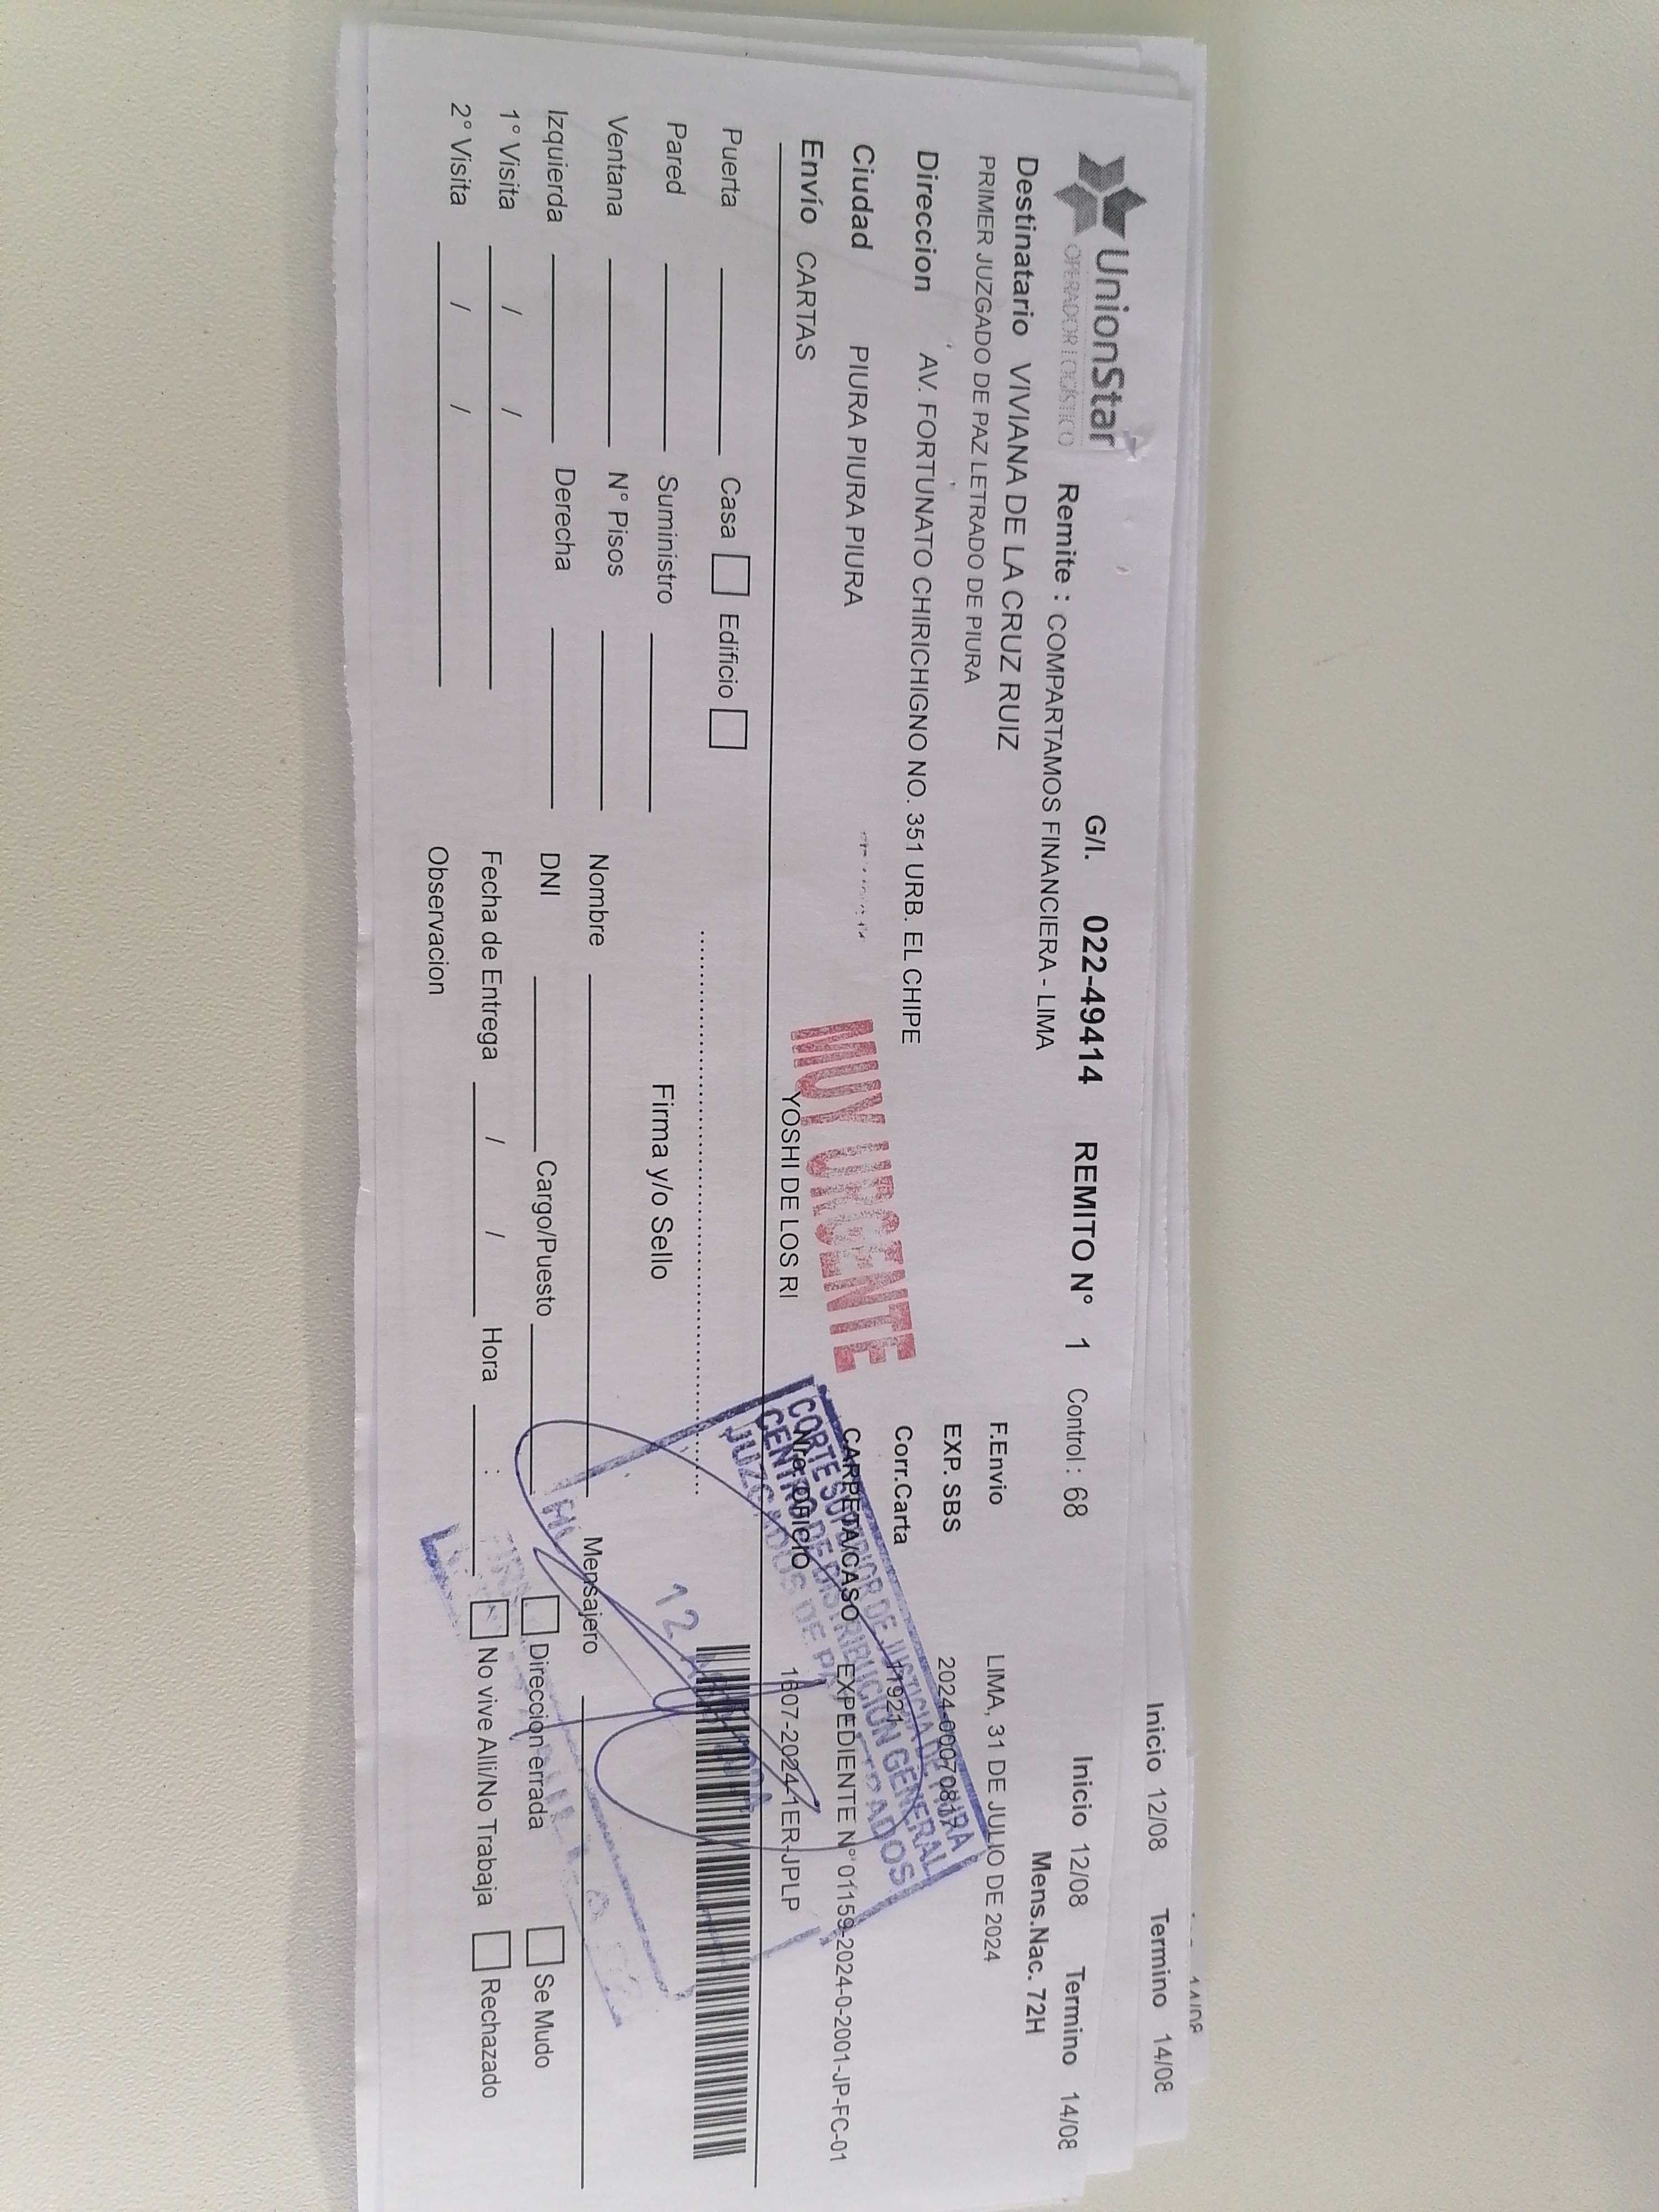 Inicio 12/08 Termino 14/08
UnionStar
OPERADOR LOGÍSTICO
G/I. 022-49414 REMITO N° 1 Control : 68 Inicio 12/08 Termino 14/08
Remite : COMPARTAMOS FINANCIERA - LIMA
Mens.Nac. 72H
Destinatario VIVIANA DE LA CRUZ RUIZ
PRIMER JUZGADO DE PAZ LETRADO DE PIURA
F.Envio LIMA, 31 DE JULIO DE 2024
Direccion AV. FORTUNATO CHIRICHIGNO NO. 351 URB. EL CHIPE
EXP. SBS
Corr.Carta 11921
Ciudad PIURA PIURA PIURA
MUY URGENTE
CARPETA/CASO EXPEDIENTE N° 01159-2024-0-2001-JP-FC-01
Envío CARTAS
YOSHI DE LOS RI
Nro. OFICIO 1607-2024-1ER-JPLP
CORTE SUPERIOR DE JUSTICIA DE PIURA
CENTRO DE DISTRIBUCION GENERAL
JUZGADOS DE PAZ LETRADOS
12
Puerta Casa Edificio
Pared Suministro
Firma y/o Sello
Ventana N° Pisos
Nombre
Mensajero
Izquierda Derecha
DNI Cargo/Puesto
Direccion errada Se Mudo
1° Visita / /
Fecha de Entrega / / Hora :
No vive Alli/No Trabaja Rechazado
2° Visita / /
Observacion